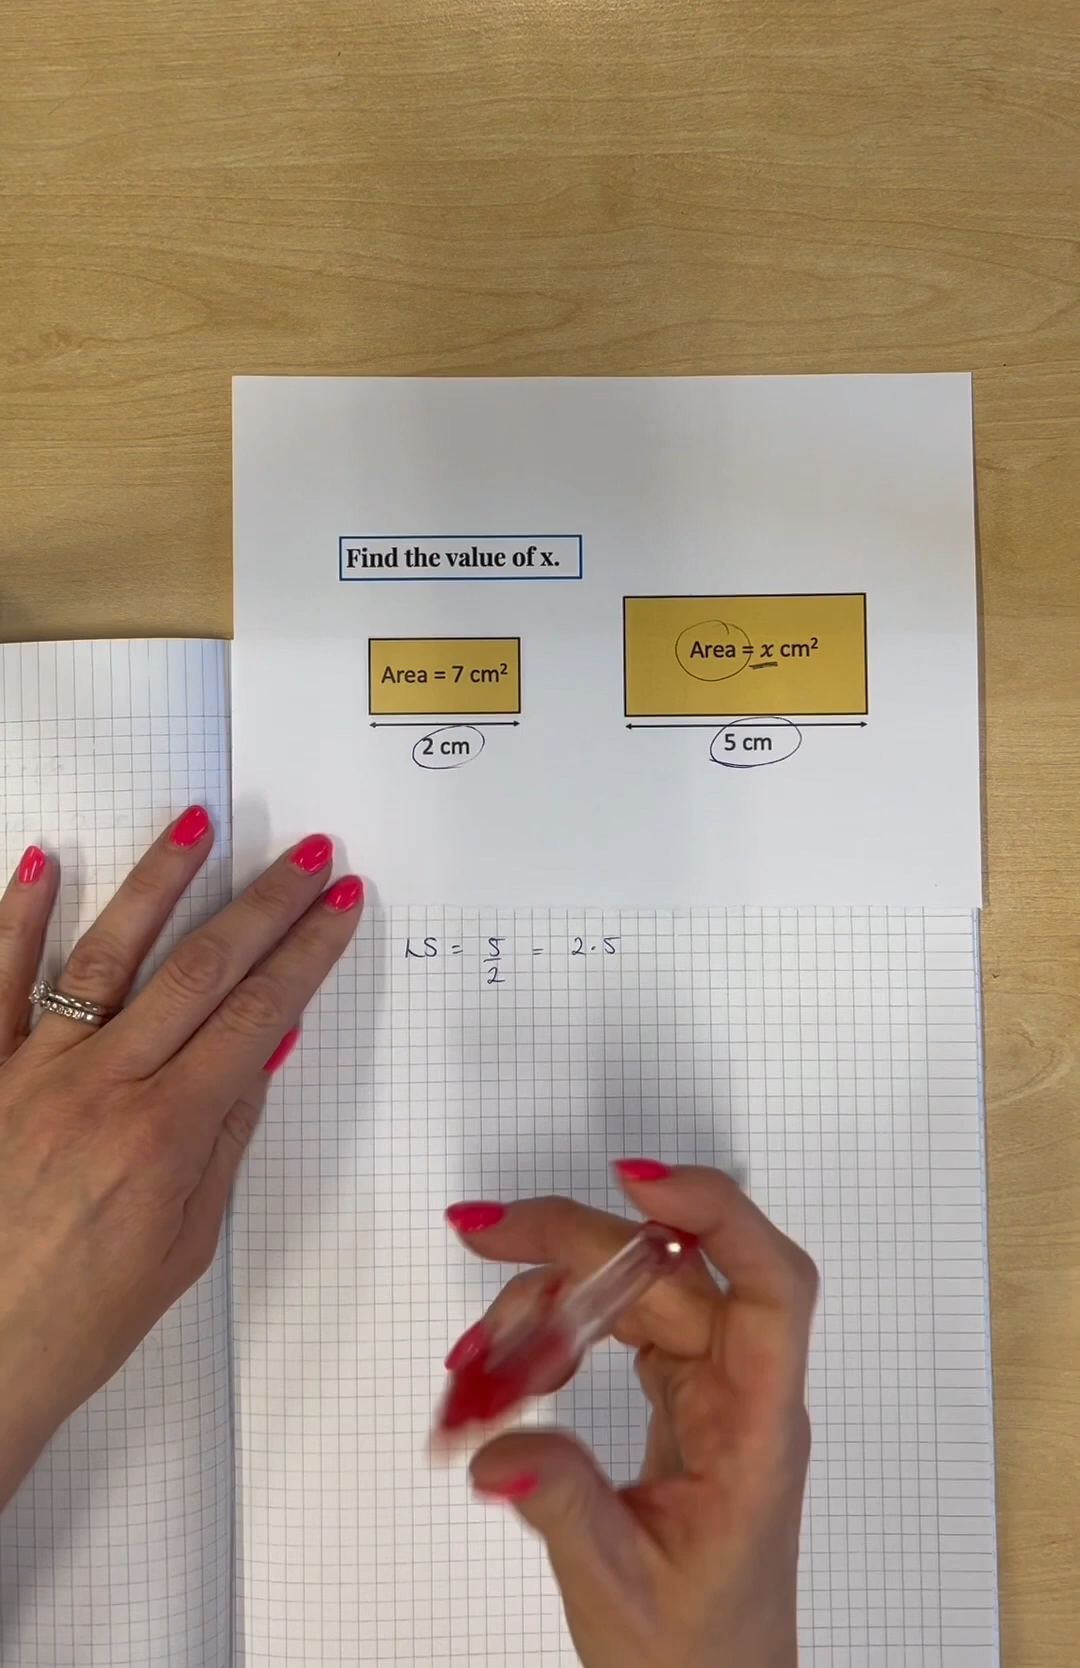 Find the value of x.
Area = 7 cm²
2 cm
Area = x cm²
5 cm
LS = 5/2 = 2.5